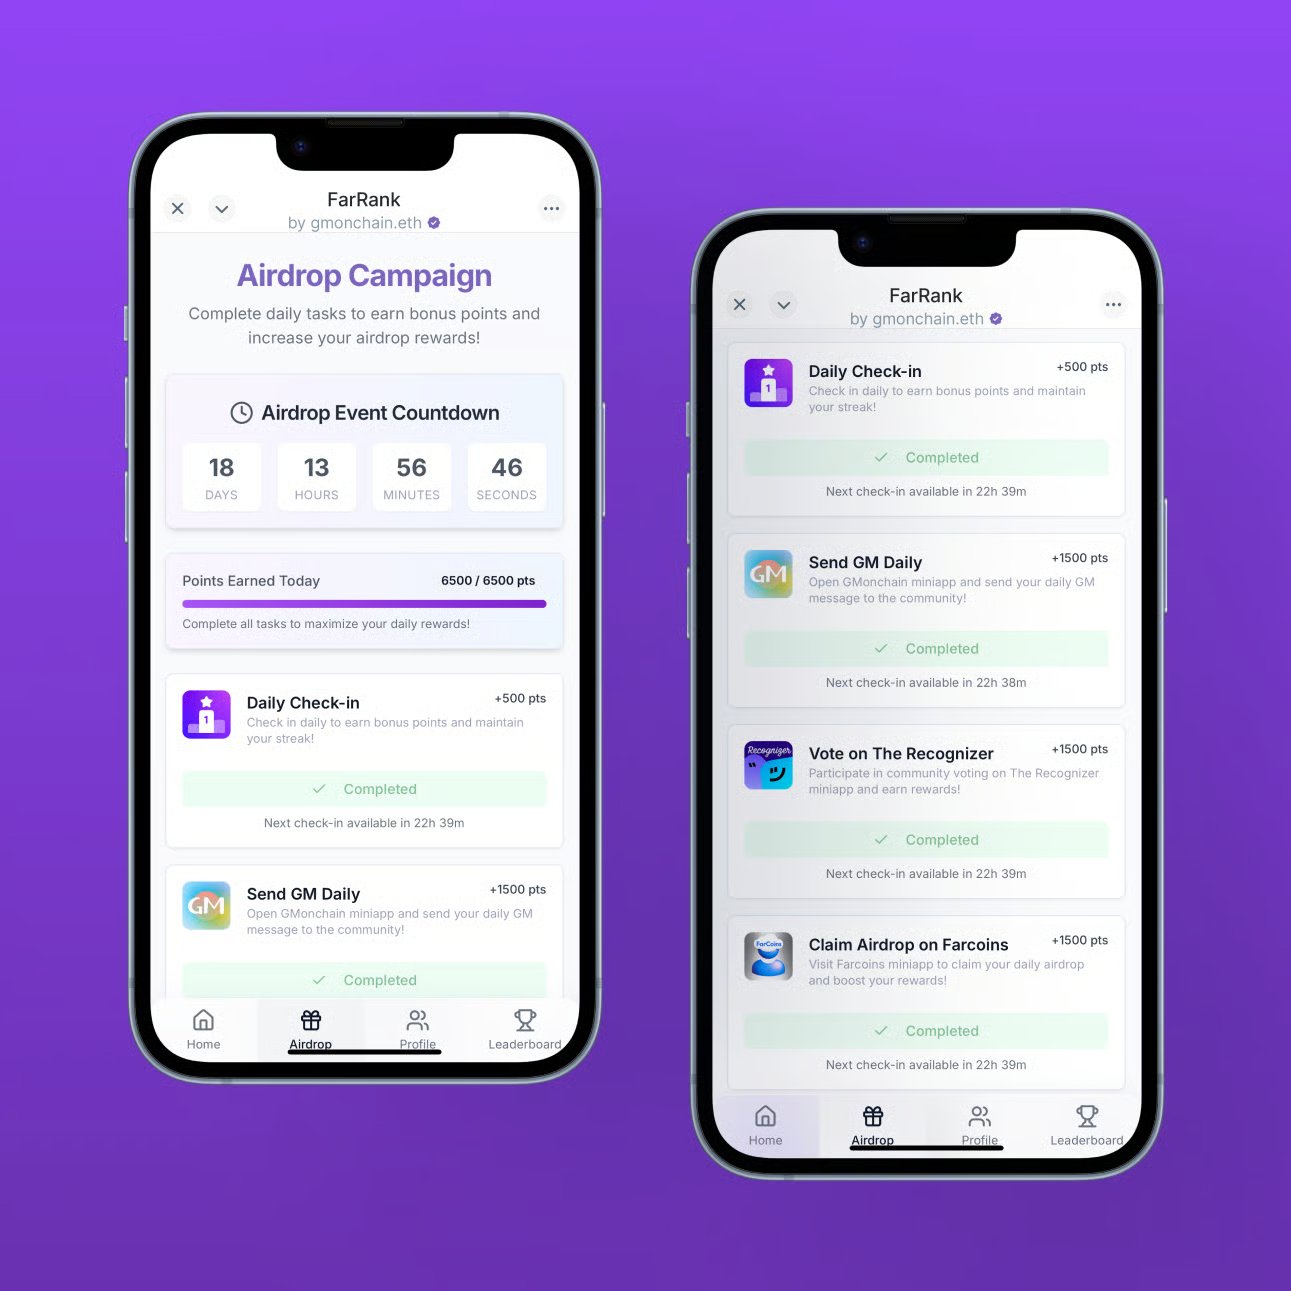 FarRank
by gmonchain.eth
Airdrop Campaign
Complete daily tasks to earn bonus points and
increase your airdrop rewards!
Airdrop Event Countdown
18 13 56 46
DAYS HOURS MINUTES SECONDS
Points Earned Today 6500 / 6500 pts
Complete all tasks to maximize your daily rewards!
1
Daily Check-in +500 pts
Check in daily to earn bonus points and maintain
your streak!
Completed
Next check-in available in 22h 39m
GM
Send GM Daily +1500 pts
Open GMonchain miniapp and send your daily GM
message to the community!
Completed
Home Airdrop Profile Leaderboard
FarRank
by gmonchain.eth
1
Daily Check-in +500 pts
Check in daily to earn bonus points and maintain
your streak!
Completed
Next check-in available in 22h 39m
GM
Send GM Daily +1500 pts
Open GMonchain miniapp and send your daily GM
message to the community!
Completed
Next check-in available in 22h 38m
Recognizer
Vote on The Recognizer +1500 pts
Participate in community voting on The Recognizer
miniapp and earn rewards!
Completed
Next check-in available in 22h 39m
FarCoins
Claim Airdrop on Farcoins +1500 pts
Visit Farcoins miniapp to claim your daily airdrop
and boost your rewards!
Completed
Next check-in available in 22h 39m
Home Airdrop Profile Leaderboard